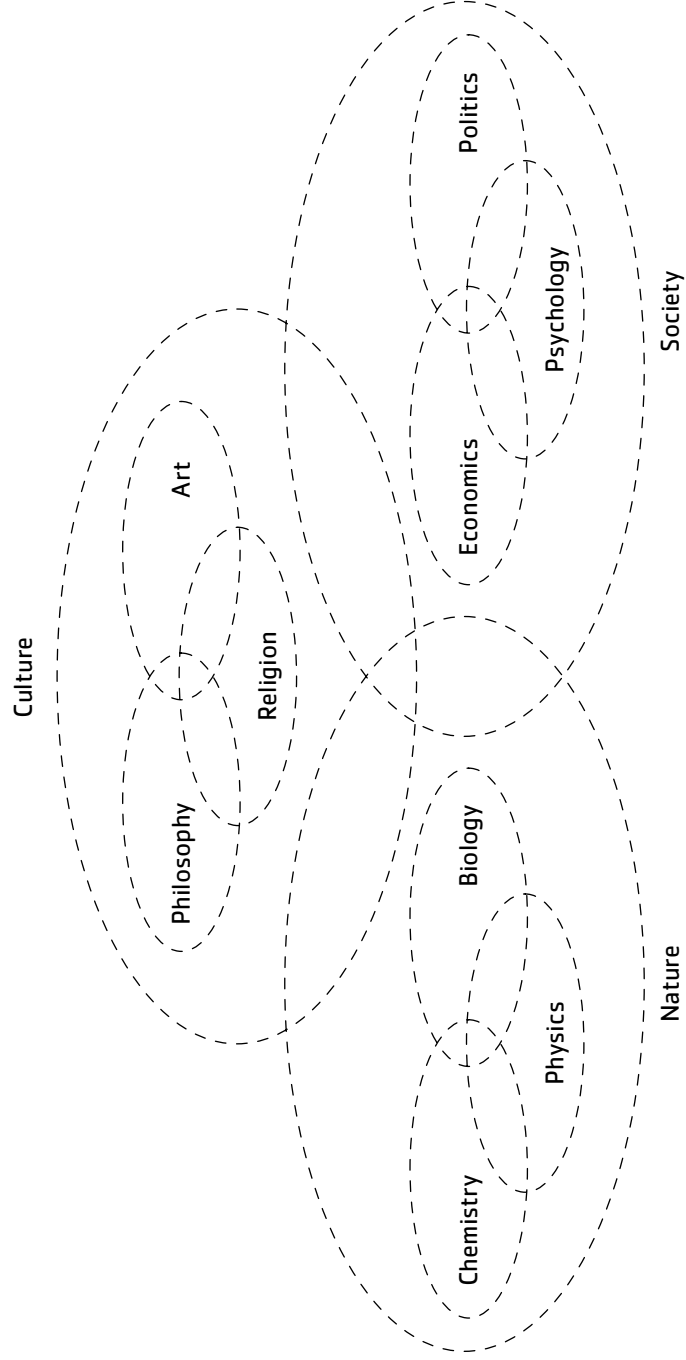 Culture
Philosophy
Art
Religion
Chemistry
Biology
Economics
Politics
Physics
Psychology
Nature
Society